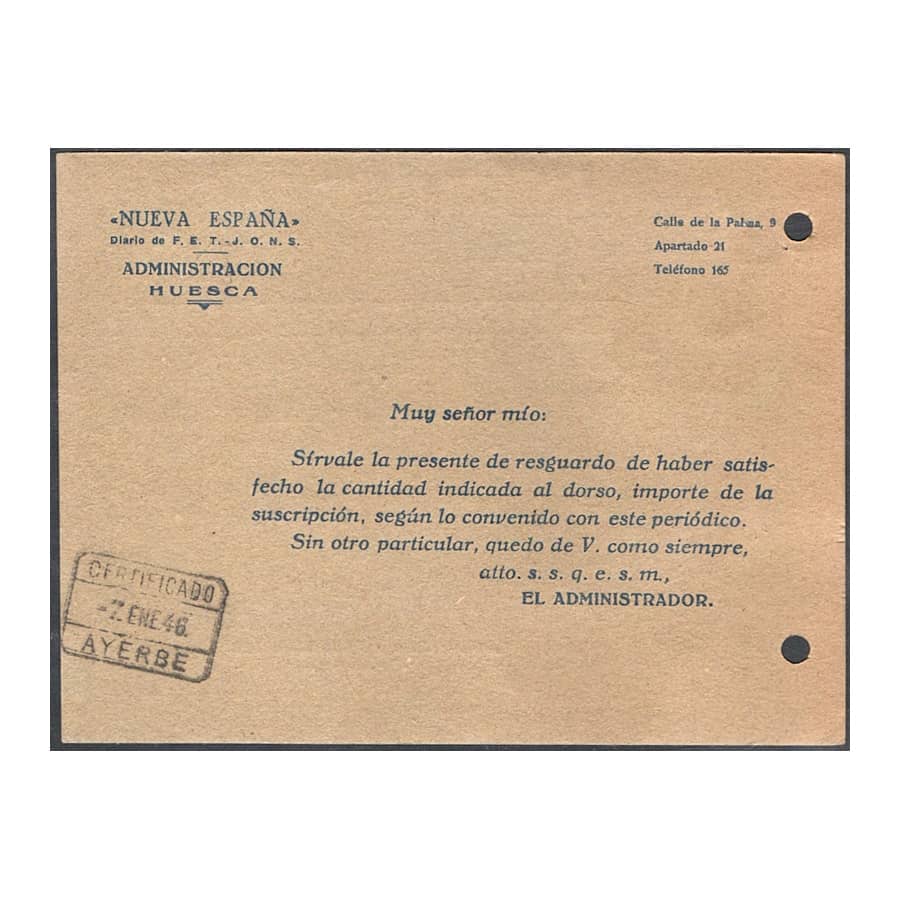 «NUEVA ESPAÑA»
Diario de F. E. T.-J. O. N. S.
ADMINISTRACION
HUESCA
Calle de la Palma, 9
Apartado 21
Teléfono 165
Muy señor mío:
Sírvale la presente de resguardo de haber satis-
fecho la cantidad indicada al dorso, importe de la
suscripción, según lo convenido con este periódico.
Sin otro particular, quedo de V. como siempre,
atto. s. s. q. e. s. m.,
EL ADMINISTRADOR.
CERTIFICADO
-7. ENE.46.
AYERBE